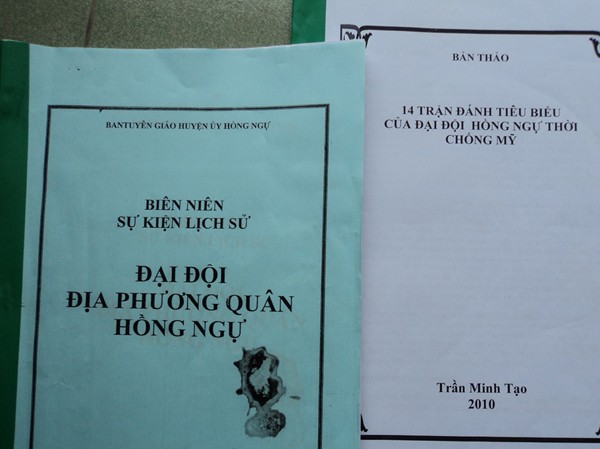 BANTUYÊN GIÁO HUYỆN ỦY HỒNG NGỰ
BIÊN NIÊN
SỰ KIỆN LỊCH SỬ
ĐẠI ĐỘI
ĐỊA PHƯƠNG QUÂN
HỒNG NGỰ
BẢN THẢO
14 TRẬN ĐÁNH TIÊU BIỂU
CỦA ĐẠI ĐỘI HỒNG NGỰ THỜI
CHỐNG MỸ
Trần Minh Tạo
2010